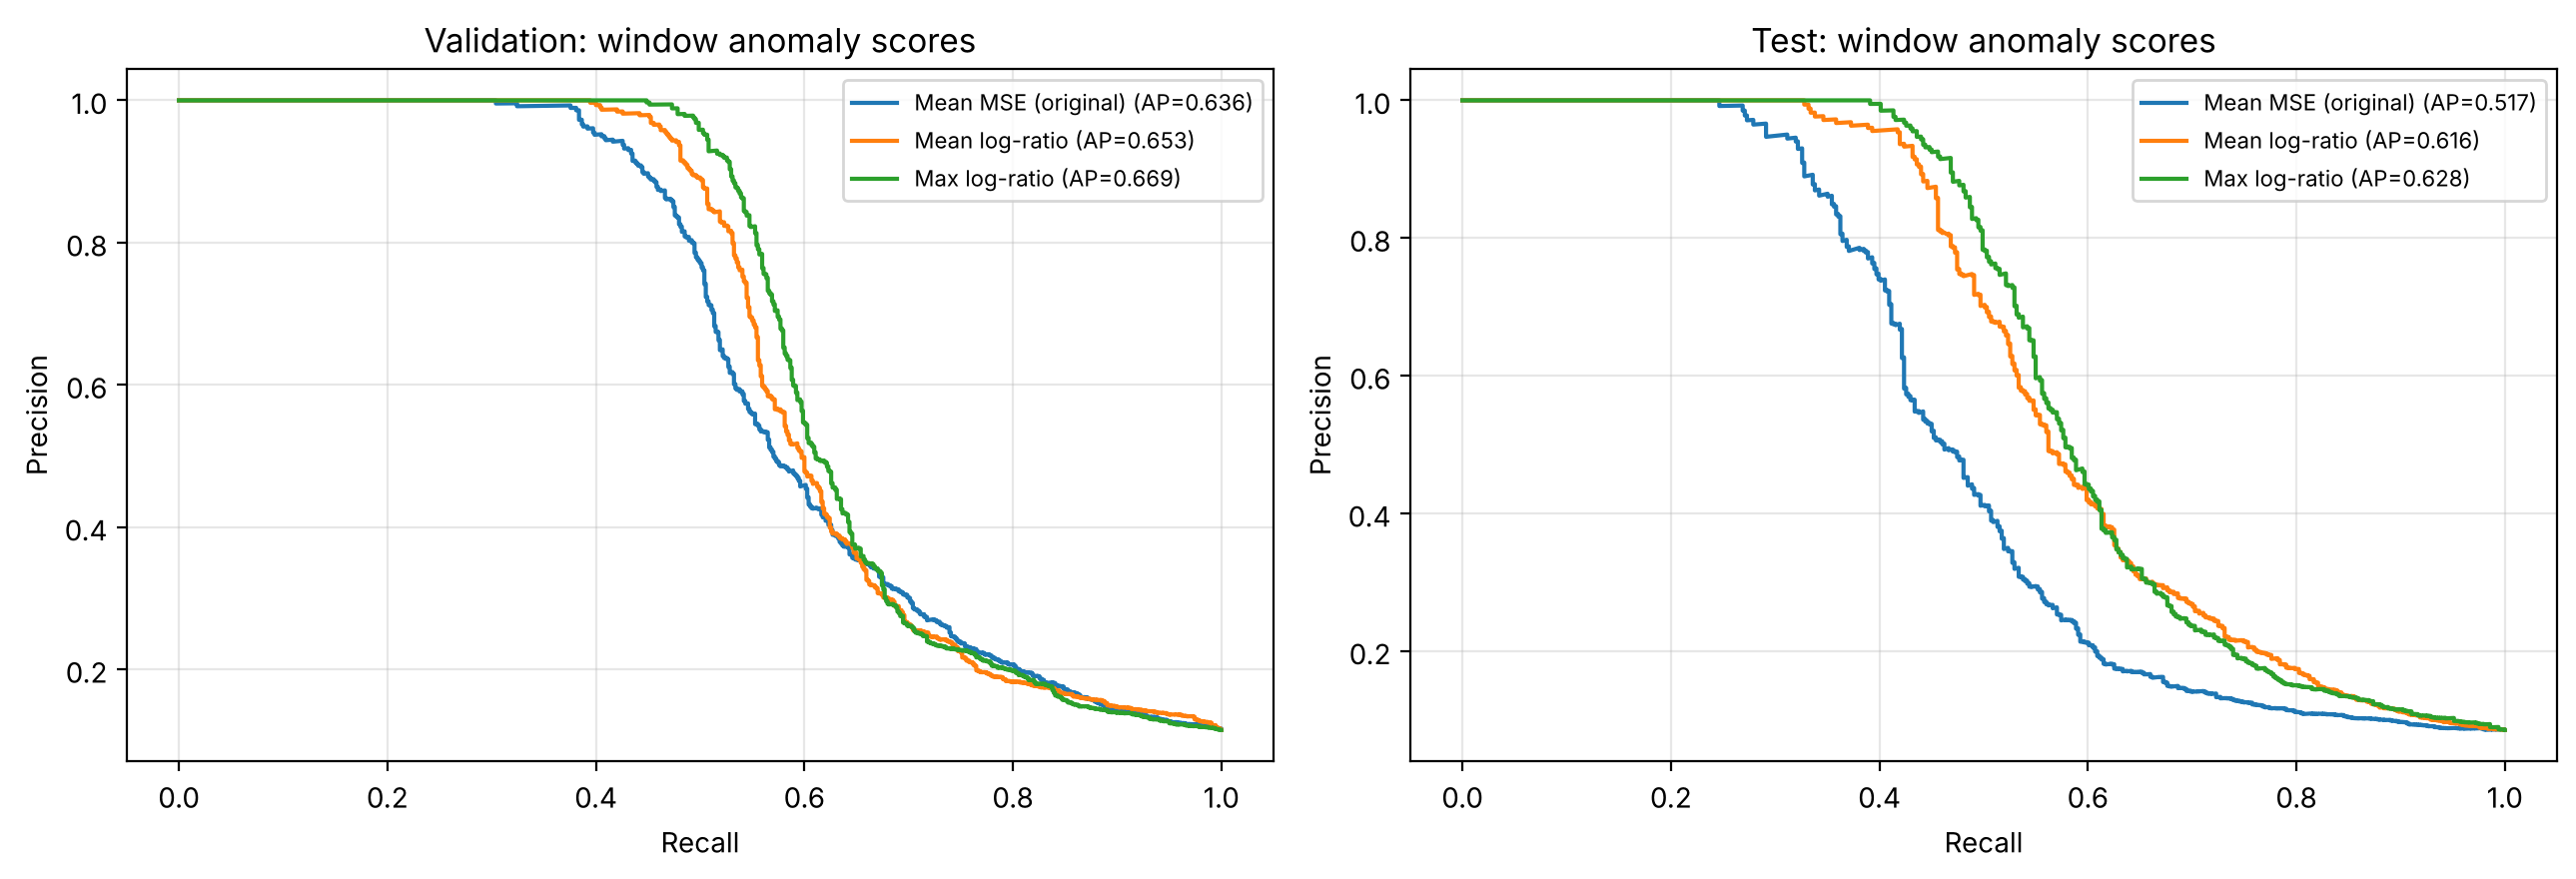 Validation: window anomaly scores
Precision
1.0
0.8
0.6
0.4
0.2
Mean MSE (original) (AP=0.636)
Mean log-ratio (AP=0.653)
Max log-ratio (AP=0.669)
0.0 0.2 0.4 0.6 0.8 1.0
Recall
Test: window anomaly scores
Precision
1.0
0.8
0.6
0.4
0.2
Mean MSE (original) (AP=0.517)
Mean log-ratio (AP=0.616)
Max log-ratio (AP=0.628)
0.0 0.2 0.4 0.6 0.8 1.0
Recall